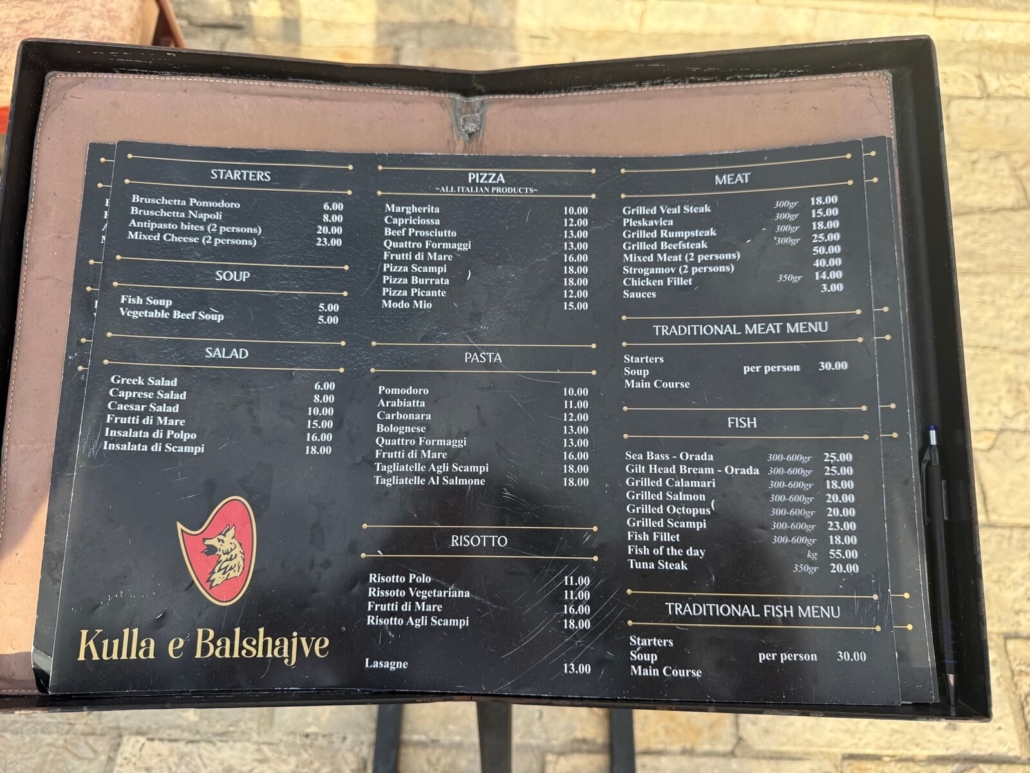 STARTERS
Bruschetta Pomodoro 6.00
Bruschetta Napoli 8.00
Antipasto bites (2 persons) 20.00
Mixed Cheese (2 persons) 23.00
SOUP
Fish Soup 5.00
Vegetable Beef Soup 5.00
SALAD
Greek Salad 6.00
Caprese Salad 8.00
Caesar Salad 10.00
Frutti di Mare 15.00
Insalata di Polpo 16.00
Insalata di Scampi 18.00
Kulla e Balshajve
PIZZA
~ALL ITALIAN PRODUCTS~
Margherita 10.00
Capriciossa 12.00
Beef Prosciutto 13.00
Quattro Formaggi 13.00
Frutti di Mare 16.00
Pizza Scampi 18.00
Pizza Burrata 18.00
Pizza Picante 12.00
Modo Mio 15.00
PASTA
Pomodoro 10.00
Arabiatta 11.00
Carbonara 12.00
Bolognese 13.00
Quattro Formaggi 13.00
Frutti di Mare 16.00
Tagliatelle Agli Scampi 18.00
Tagliatelle Al Salmone 18.00
RISOTTO
Risotto Polo 11.00
Rissoto Vegetariana 11.00
Frutti di Mare 16.00
Risotto Agli Scampi 18.00
Lasagne 13.00
MEAT
Grilled Veal Steak 300gr 18.00
Pleskavica 300gr 15.00
Grilled Rumpsteak 300gr 18.00
Grilled Beefsteak 300gr 25.00
Mixed Meat (2 persons) 50.00
Strogamov (2 persons) 40.00
Chicken Fillet 350gr 14.00
Sauces 3.00
TRADITIONAL MEAT MENU
Starters
Soup per person 30.00
Main Course
FISH
Sea Bass - Orada 300-600gr 25.00
Gilt Head Bream - Orada 300-600gr 25.00
Grilled Calamari 300-600gr 18.00
Grilled Salmon 300-600gr 20.00
Grilled Octopus 300-600gr 20.00
Grilled Scampi 300-600gr 23.00
Fish Fillet 300-600gr 18.00
Fish of the day kg 55.00
Tuna Steak 350gr 20.00
TRADITIONAL FISH MENU
Starters
Soup per person 30.00
Main Course